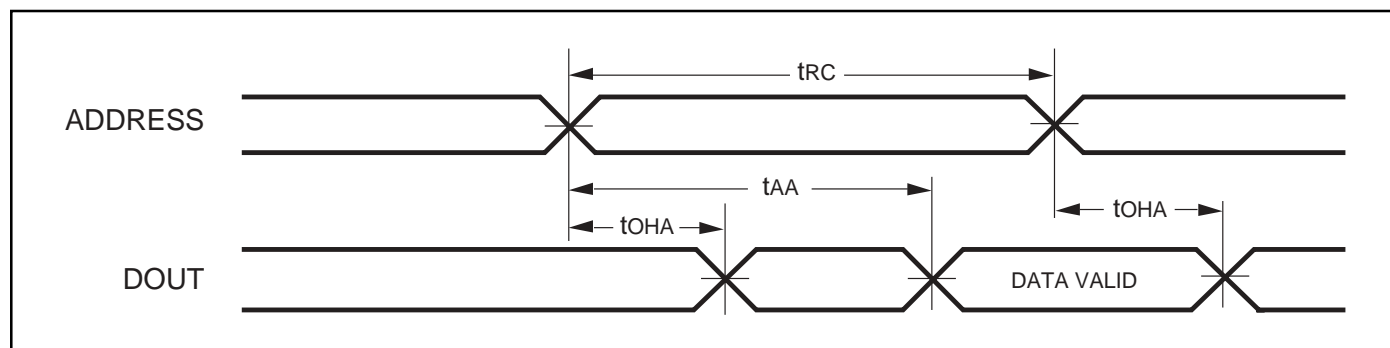 tRC
ADDRESS
tAA
tOHA
tOHA
DOUT
DATA VALID